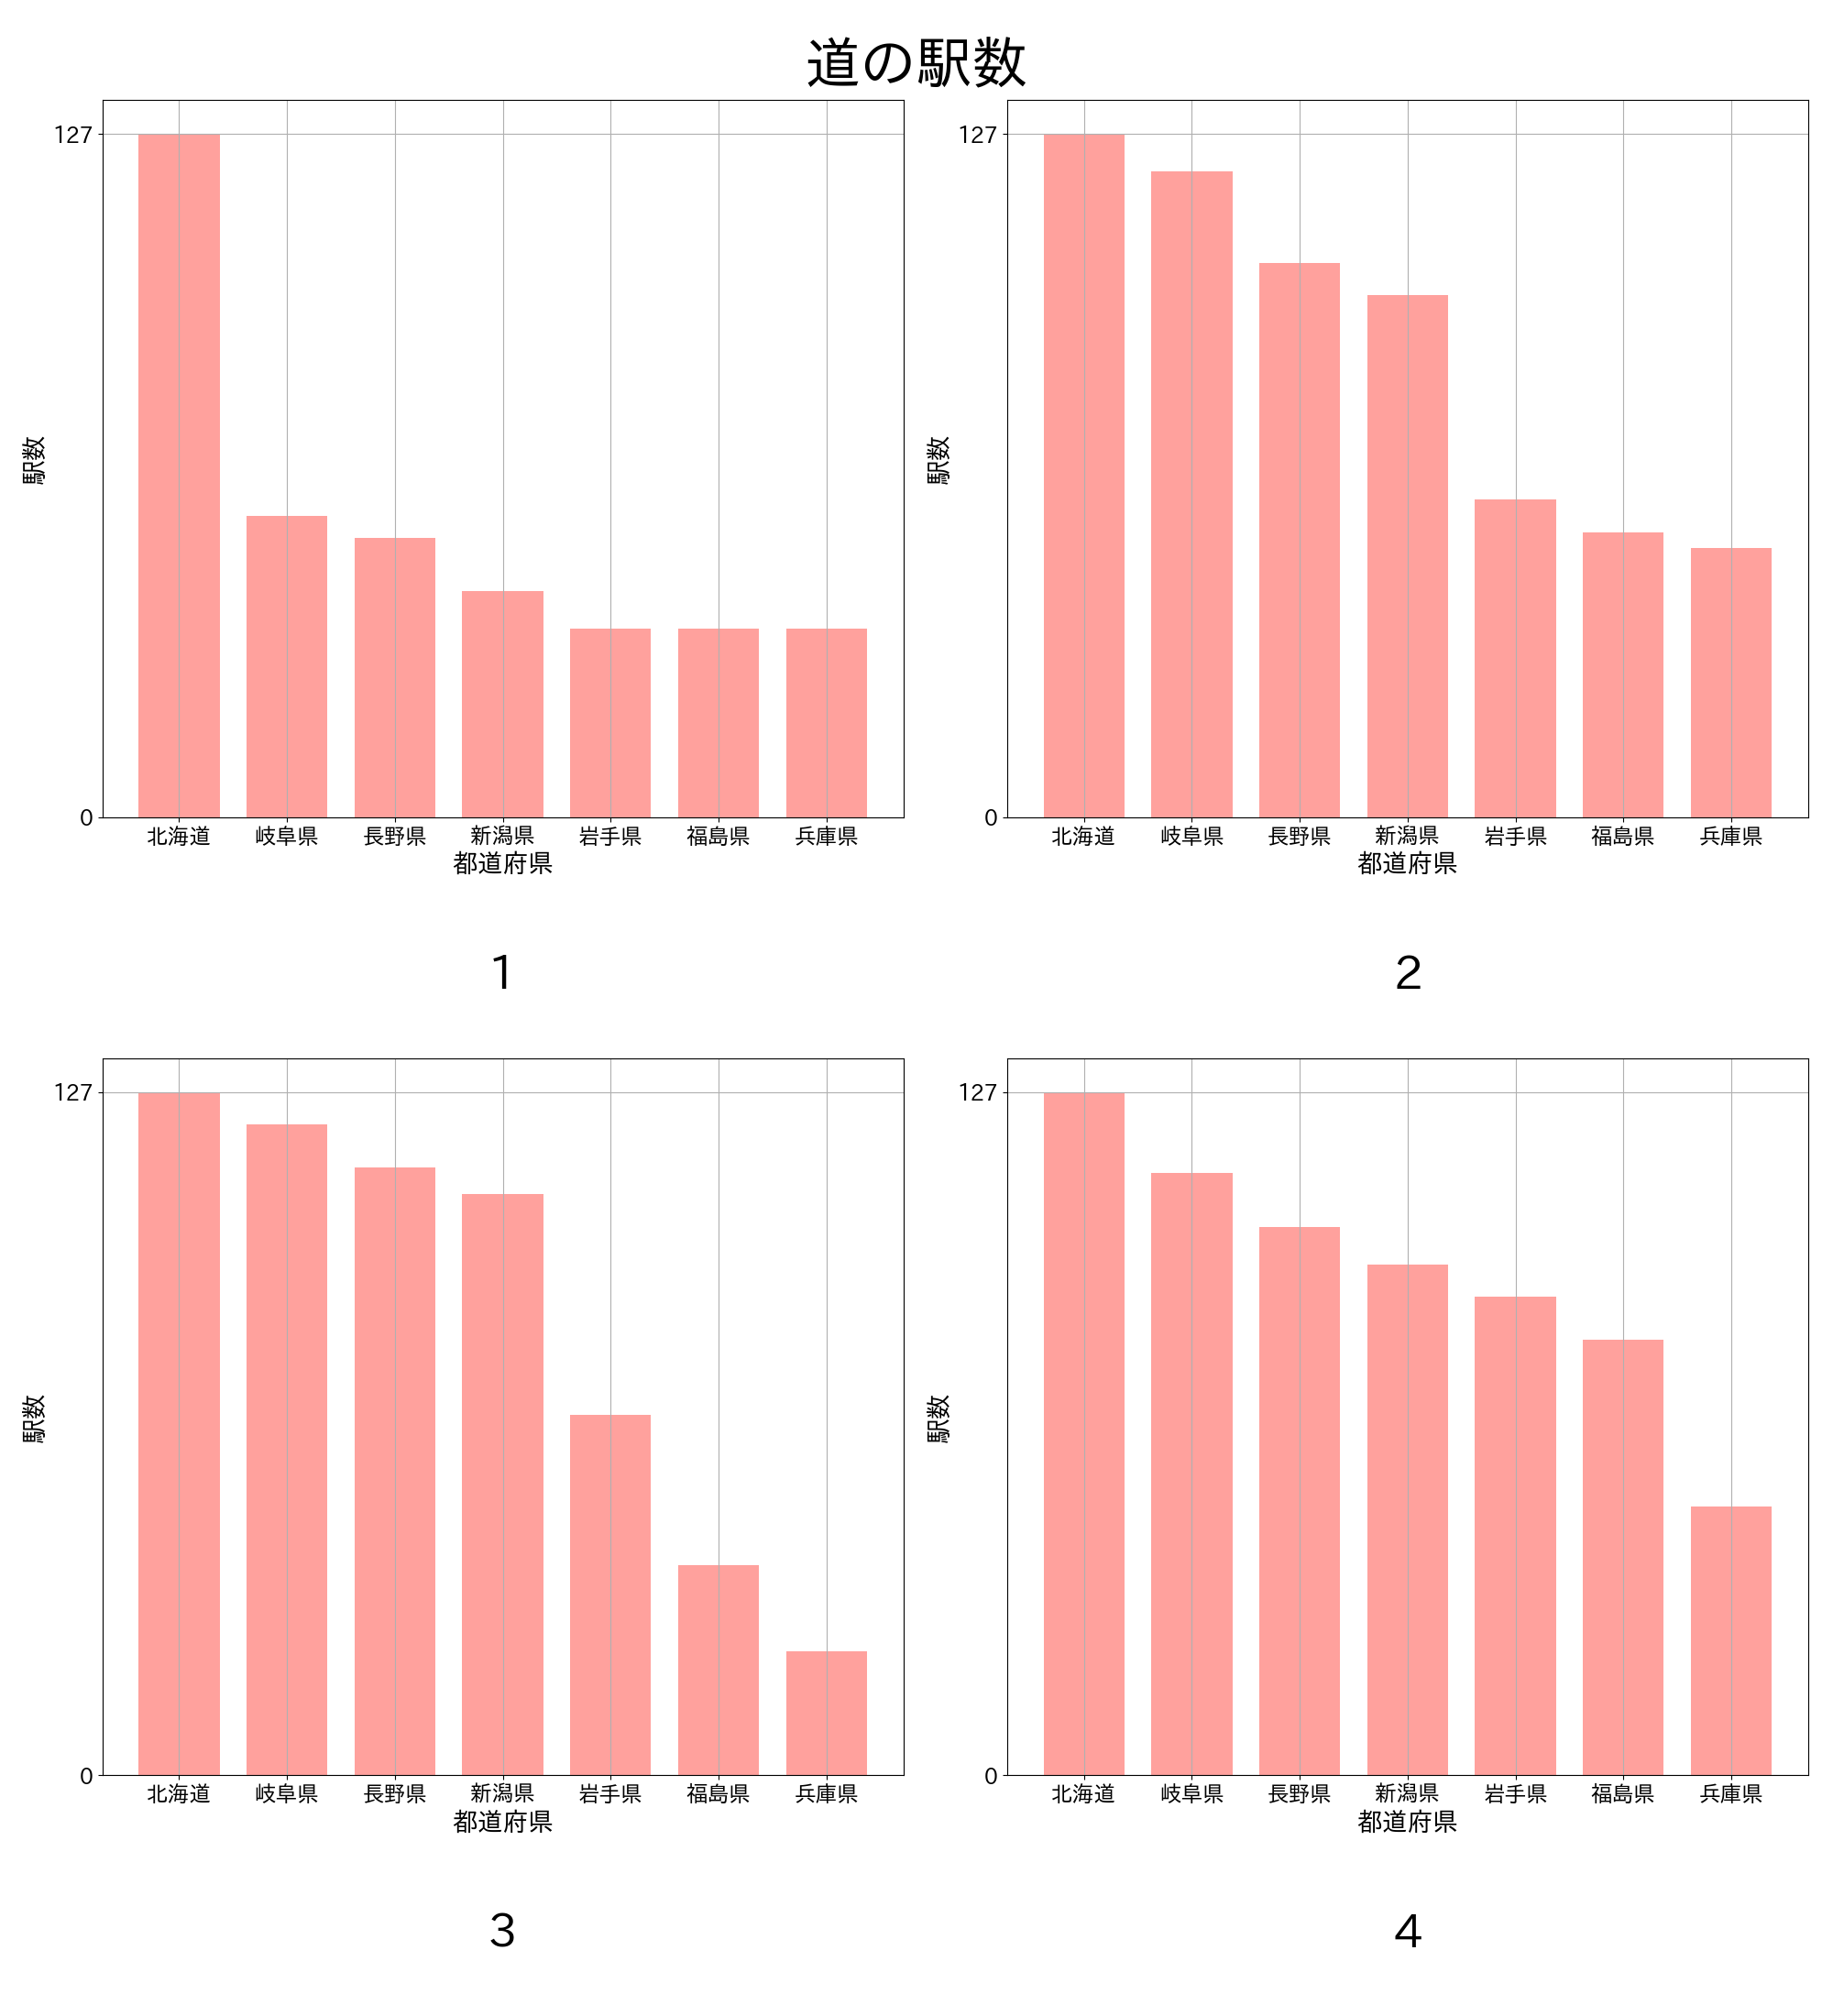 道の駅数
127
駅数
0
北海道 岐阜県 長野県 新潟県 岩手県 福島県 兵庫県
都道府県
1
127
駅数
0
北海道 岐阜県 長野県 新潟県 岩手県 福島県 兵庫県
都道府県
2
127
駅数
0
北海道 岐阜県 長野県 新潟県 岩手県 福島県 兵庫県
都道府県
3
127
駅数
0
北海道 岐阜県 長野県 新潟県 岩手県 福島県 兵庫県
都道府県
4